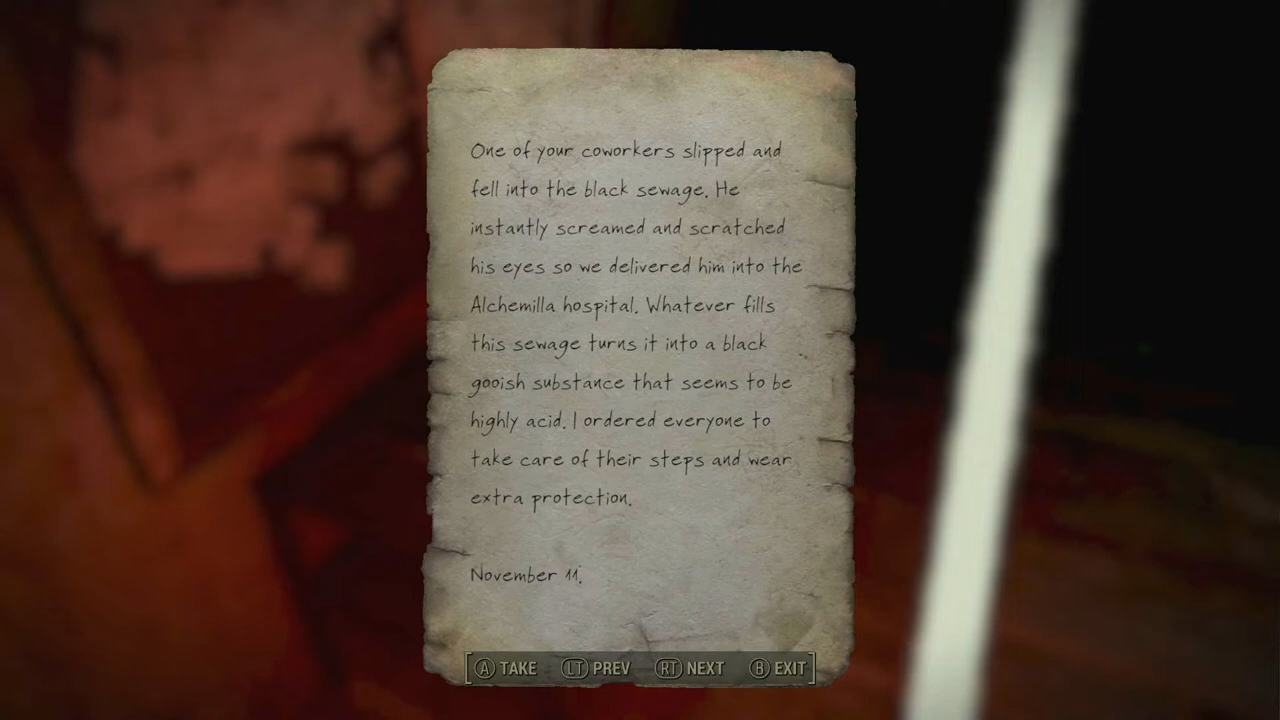 One of your coworkers slipped and
fell into the black sewage. He
instantly screamed and scratched
his eyes so we delivered him into the
Alchemilla hospital. Whatever fills
this sewage turns it into a black
gooish substance that seems to be
highly acid. I ordered everyone to
take care of their steps and wear
extra protection.
November 11.
A TAKE LT PREV RT NEXT B EXIT